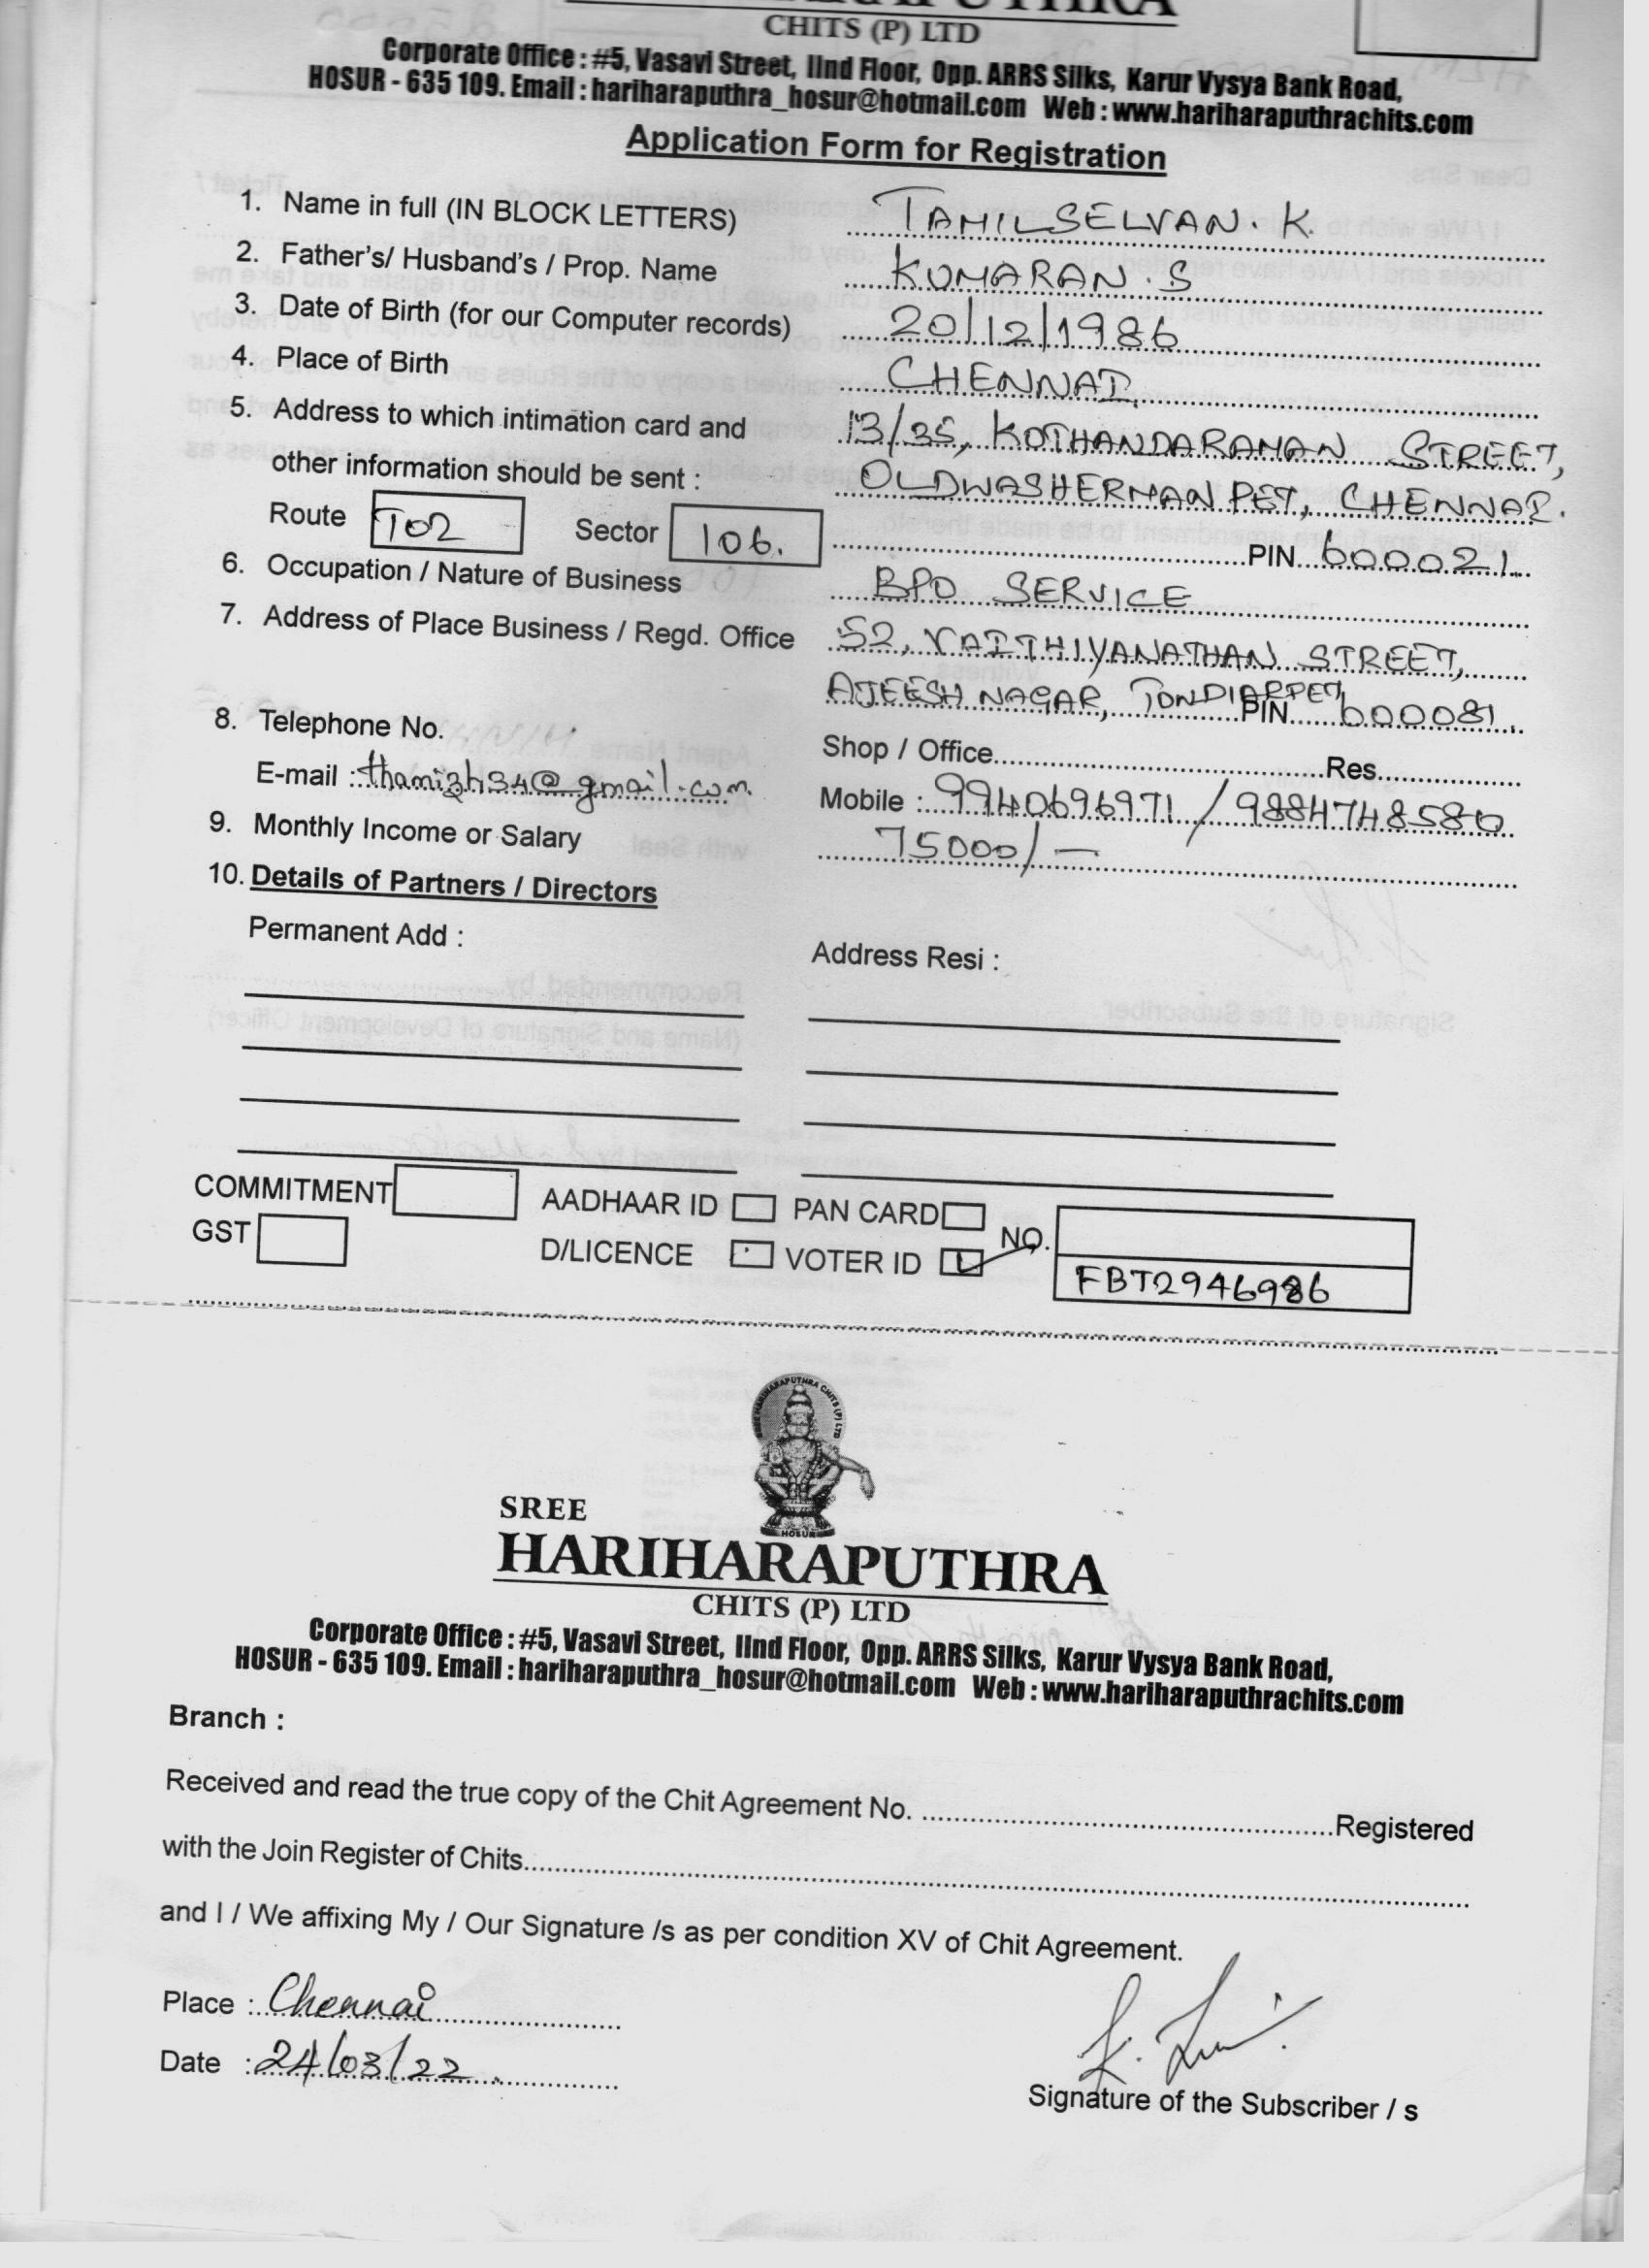 CHITS (P) LTD
Corporate Office : #5, Vasavi Street, IInd Floor, Opp. ARRS Silks, Karur Vysya Bank Road,
HOSUR - 635 109. Email : hariharaputhra_hosur@hotmail.com Web : www.hariharaputhrachits.com
Application Form for Registration
1. Name in full (IN BLOCK LETTERS) TAMILSELVAN. K.
2. Father's/ Husband's / Prop. Name KUMARAN. S
3. Date of Birth (for our Computer records) 20/12/1986
4. Place of Birth CHENNAI.
5. Address to which intimation card and 13/35, KOTHANDARAMAN STREET,
other information should be sent : OLDWASHERMANPET, CHENNAI.
Route T02 Sector 106. PIN 600021
6. Occupation / Nature of Business BPO SERVICE
7. Address of Place Business / Regd. Office 52, VAITHIYANATHAN STREET,
AJEESH NAGAR, TONDIARPET, PIN 600081.
8. Telephone No. Shop / Office Res.
E-mail : thamizh34@gmail.com. Mobile : 9940696971 / 9884748580
9. Monthly Income or Salary 75000/-
10. Details of Partners / Directors
Permanent Add : Address Resi :
COMMITMENT AADHAAR ID PAN CARD NO.
GST D/LICENCE VOTER ID FBT2946986
SREE HARIHARAPUTHRA CHITS (P) LTD
HOSUR
SREE
HARIHARAPUTHRA
CHITS (P) LTD
Corporate Office : #5, Vasavi Street, IInd Floor, Opp. ARRS Silks, Karur Vysya Bank Road,
HOSUR - 635 109. Email : hariharaputhra_hosur@hotmail.com Web : www.hariharaputhrachits.com
Branch :
Received and read the true copy of the Chit Agreement No. Registered
with the Join Register of Chits
and I / We affixing My / Our Signature /s as per condition XV of Chit Agreement.
Place : Chennai
Date : 24/03/22.
Signature of the Subscriber / s